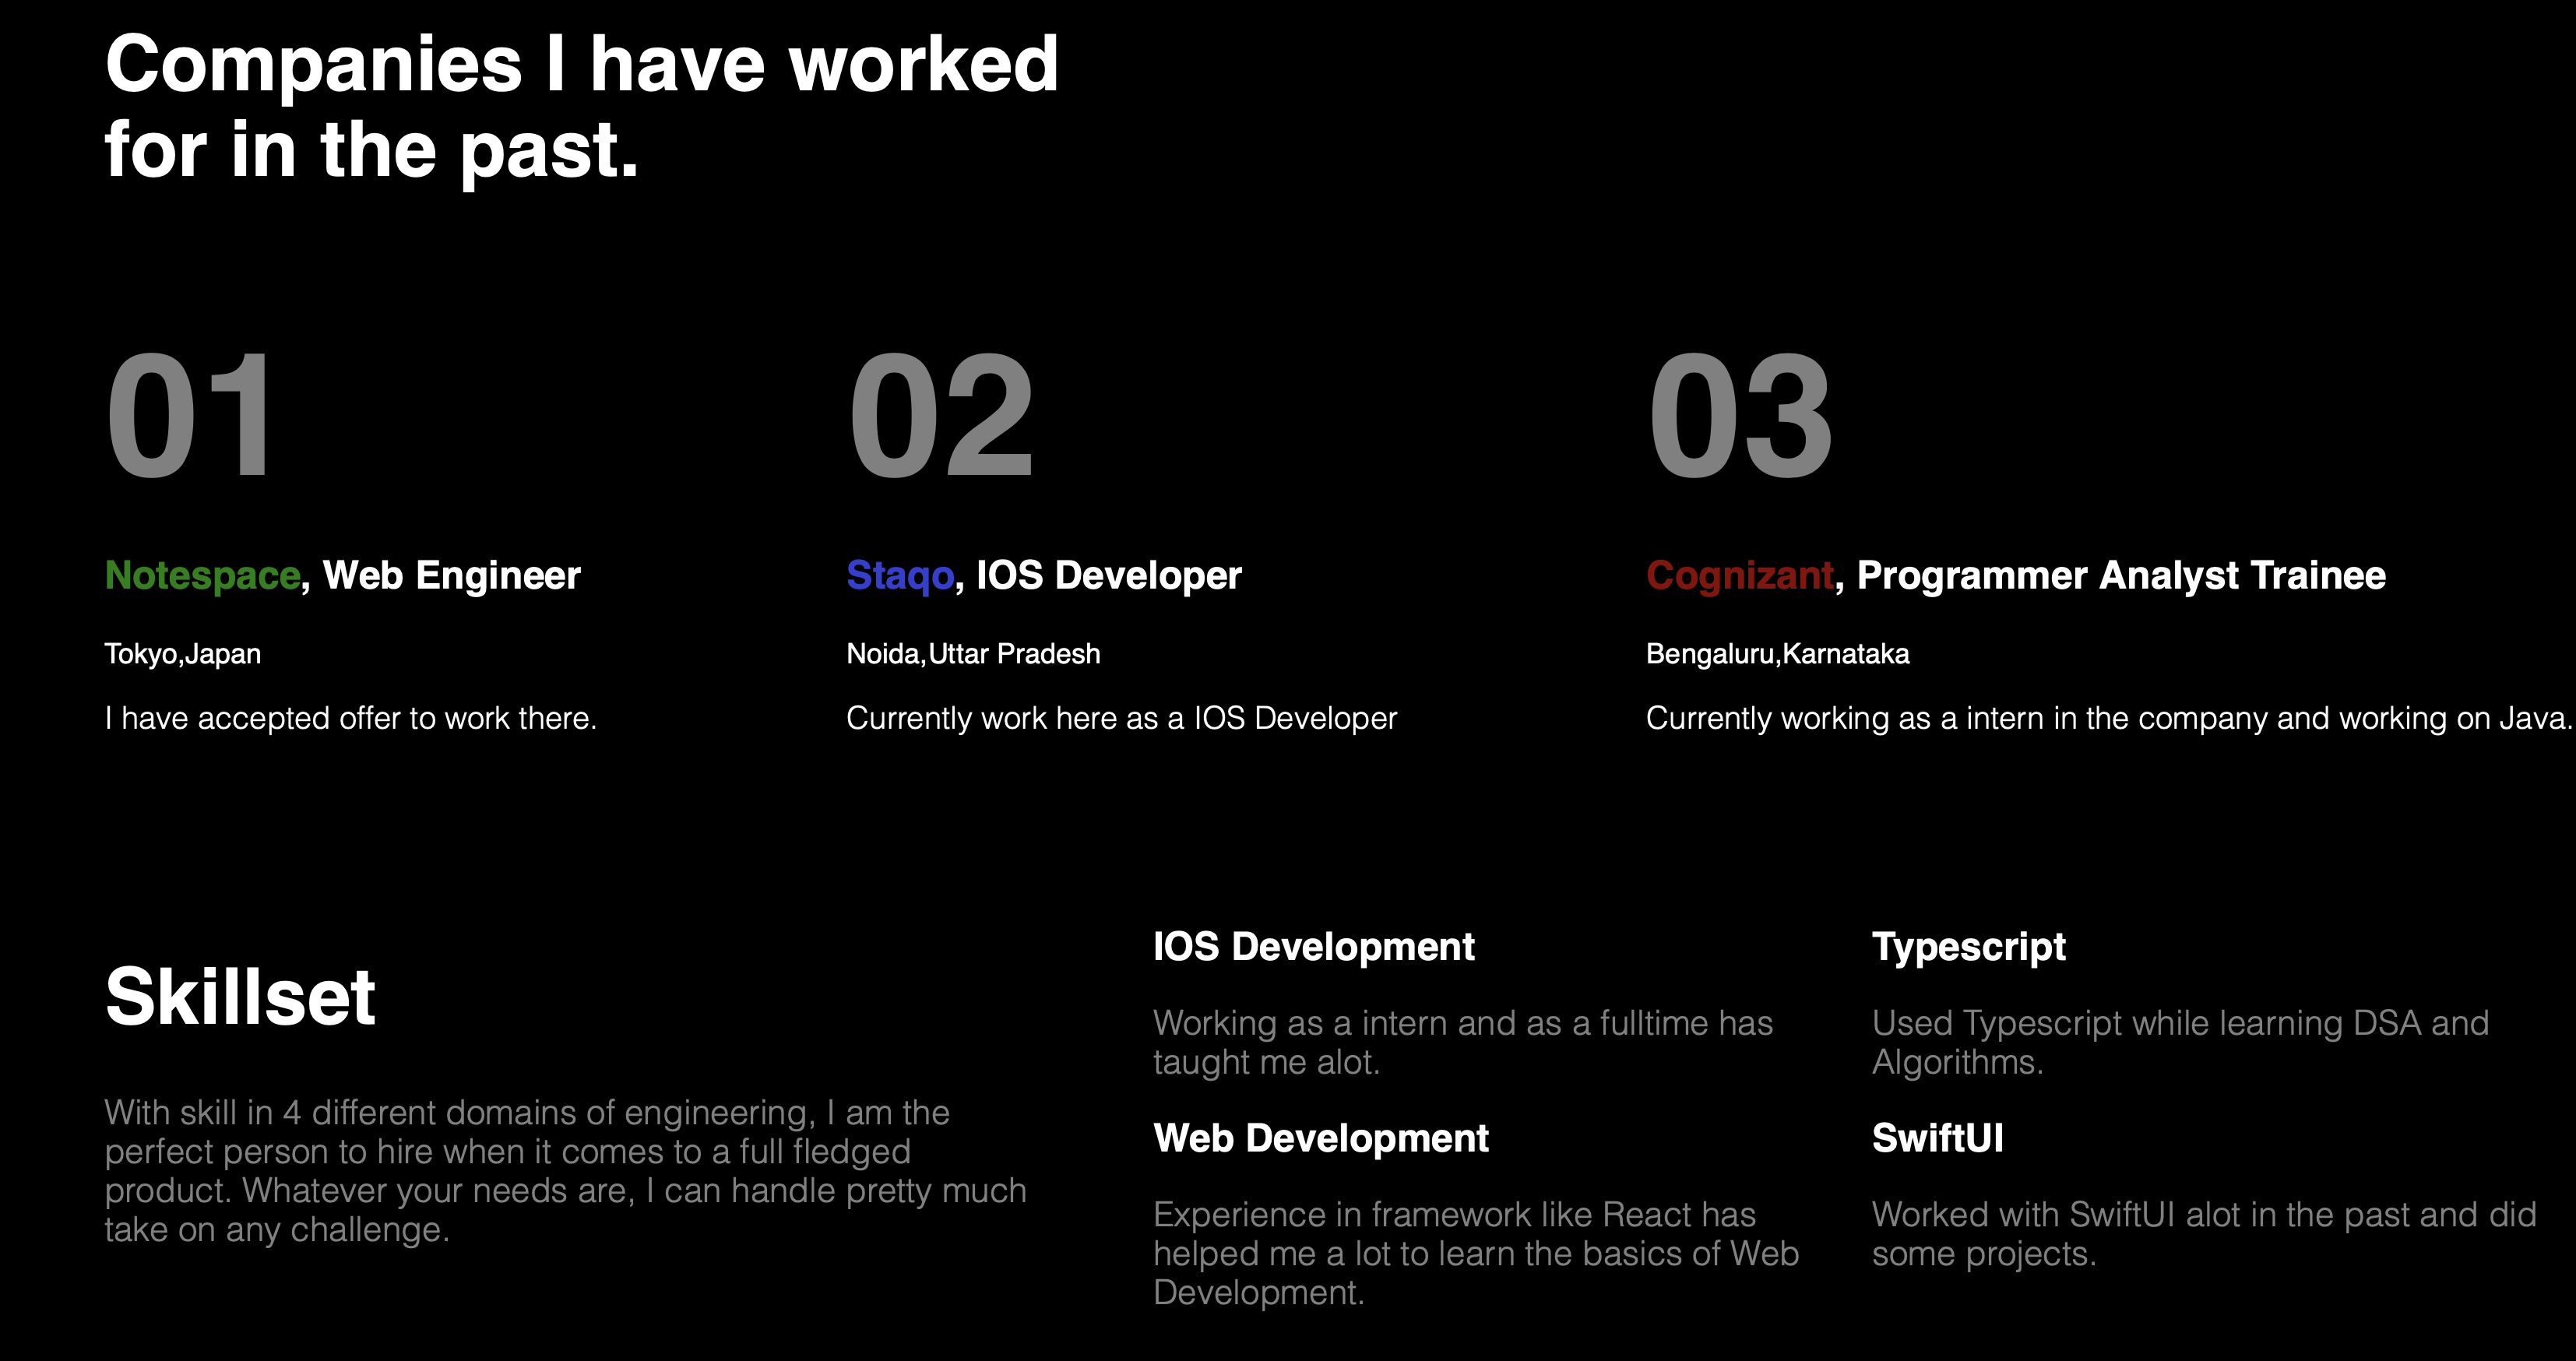 Companies I have worked
for in the past.
01
Notespace, Web Engineer
Tokyo,Japan
I have accepted offer to work there.
02
Staqo, IOS Developer
Noida,Uttar Pradesh
Currently work here as a IOS Developer
03
Cognizant, Programmer Analyst Trainee
Bengaluru,Karnataka
Currently working as a intern in the company and working on Java.
Skillset
With skill in 4 different domains of engineering, I am the
perfect person to hire when it comes to a full fledged
product. Whatever your needs are, I can handle pretty much
take on any challenge.
IOS Development
Working as a intern and as a fulltime has
taught me alot.
Typescript
Used Typescript while learning DSA and
Algorithms.
Web Development
Experience in framework like React has
helped me a lot to learn the basics of Web
Development.
SwiftUI
Worked with SwiftUI alot in the past and did
some projects.